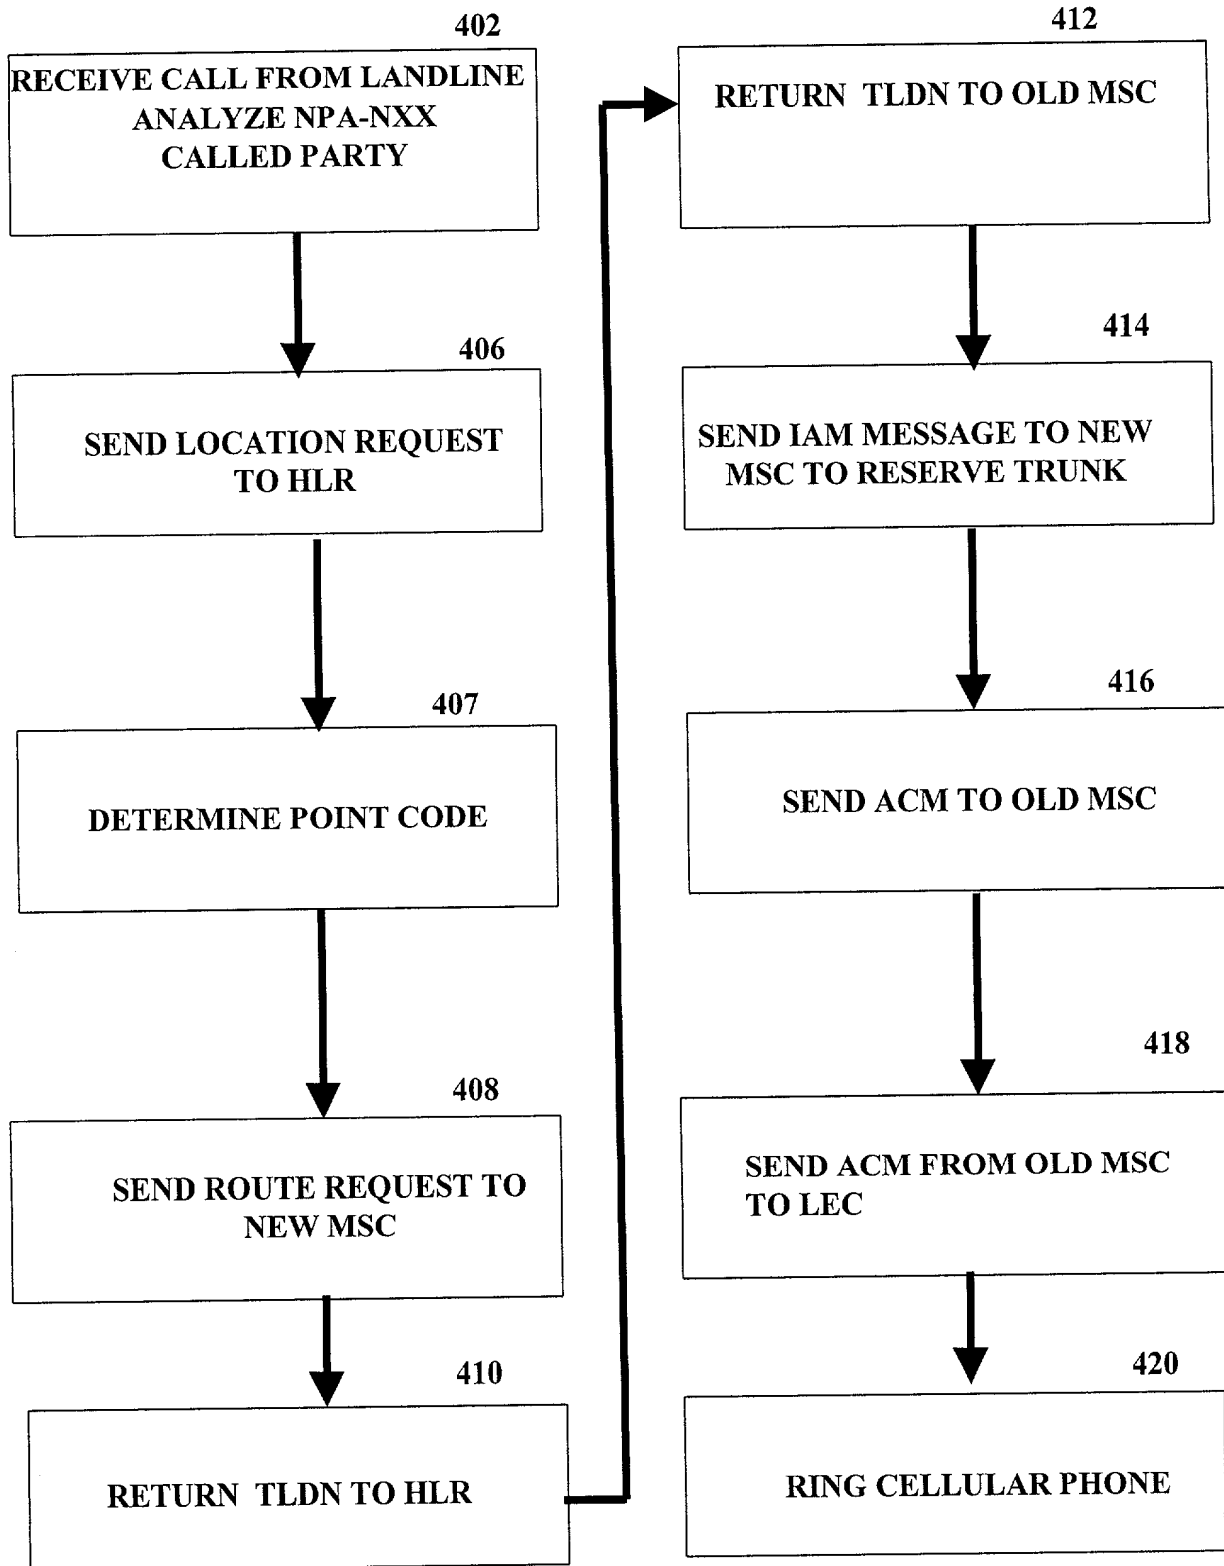 402
RECEIVE CALL FROM LANDLINE
ANALYZE NPA-NXX
CALLED PARTY
406
SEND LOCATION REQUEST
TO HLR
407
DETERMINE POINT CODE
408
SEND ROUTE REQUEST TO
NEW MSC
410
RETURN TLDN TO HLR
412
RETURN TLDN TO OLD MSC
414
SEND IAM MESSAGE TO NEW
MSC TO RESERVE TRUNK
416
SEND ACM TO OLD MSC
418
SEND ACM FROM OLD MSC
TO LEC
420
RING CELLULAR PHONE